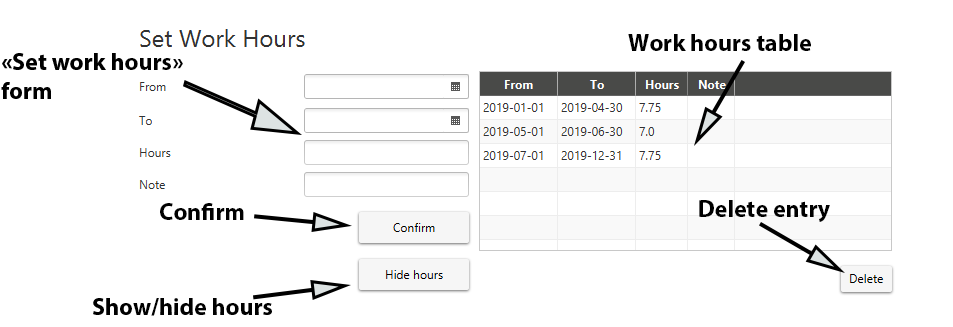 Set Work Hours
Work hours table
«Set work hours»
form
From
To
Hours
Note
Confirm
Confirm
Hide hours
Show/hide hours
From To Hours Note
2019-01-01 2019-04-30 7.75
2019-05-01 2019-06-30 7.0
2019-07-01 2019-12-31 7.75
Delete entry
Delete